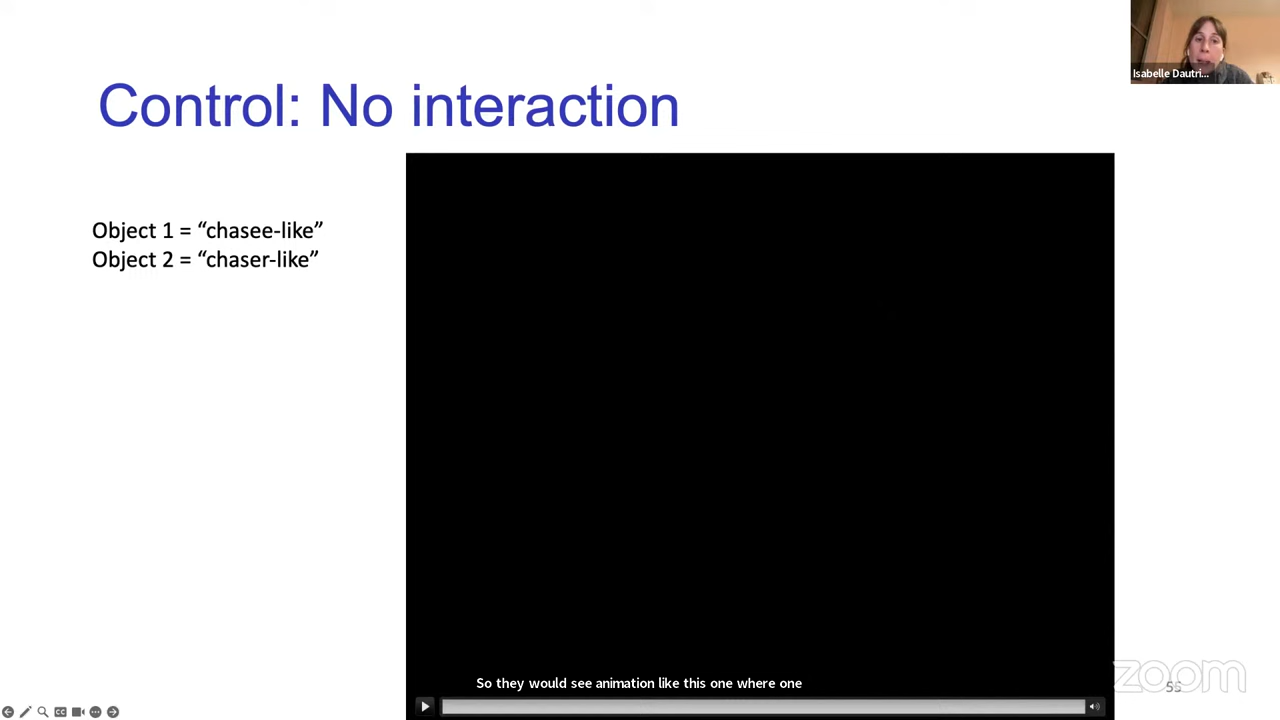 Isabelle Dautri...
Control: No interaction
Object 1 = “chasee-like”
Object 2 = “chaser-like”
So they would see animation like this one where one
zoom